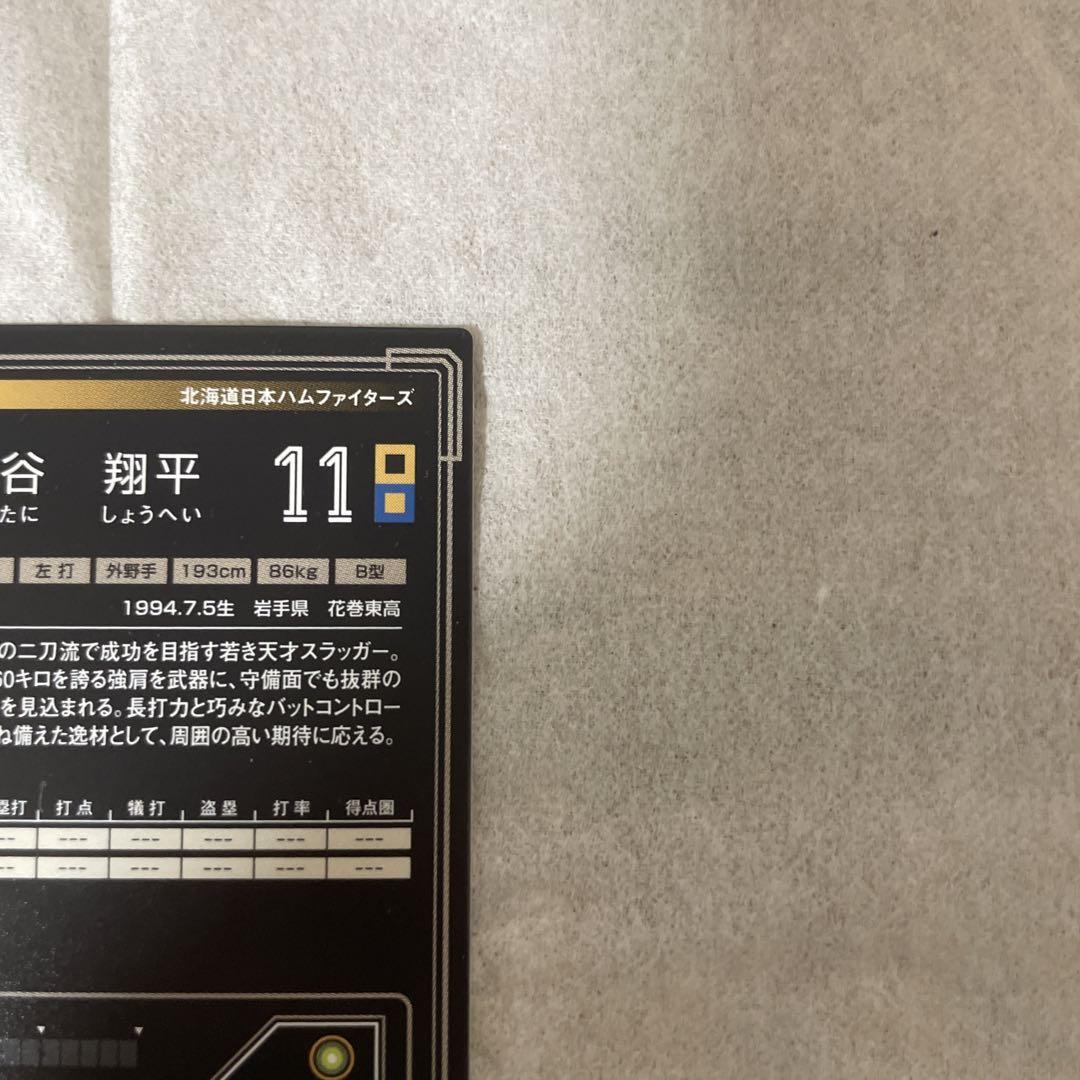 北海道日本ハムファイターズ
谷 翔平 11
たに しょうへい
左打 外野手 193cm 86kg B型
1994.7.5生 岩手県 花巻東高
の二刀流で成功を目指す若き天才スラッガー。
60キロを誇る強肩を武器に、守備面でも抜群の
を見込まれる。長打力と巧みなバットコントロー
ね備えた逸材として、周囲の高い期待に応える。
塁打 打点 犠打 盗塁 打率 得点圏
--- --- --- --- --- ---
--- --- --- --- --- ---